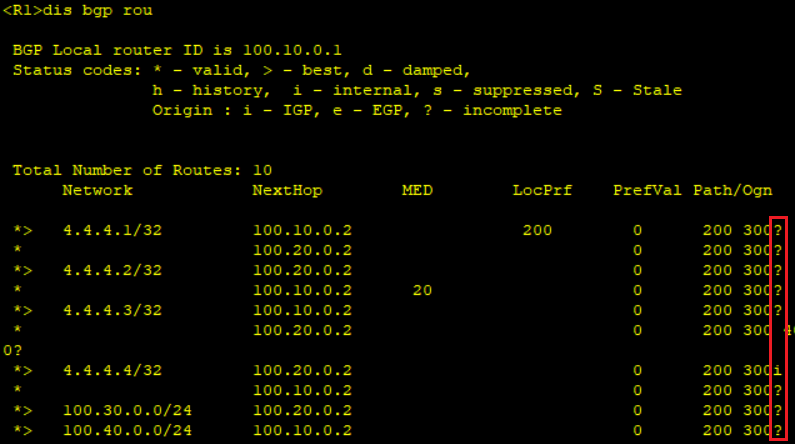 <R1>dis bgp rou
BGP Local router ID is 100.10.0.1
Status codes: * - valid, > - best, d - damped,
h - history,  i - internal, s - suppressed, S - Stale
Origin : i - IGP, e - EGP, ? - incomplete
Total Number of Routes: 10
Network NextHop MED LocPrf PrefVal Path/Ogn
*> 4.4.4.1/32 100.10.0.2 200 0 200 300?
* 100.20.0.2 0 200 300?
*> 4.4.4.2/32 100.20.0.2 0 200 300?
* 100.10.0.2 20 0 200 300?
*> 4.4.4.3/32 100.10.0.2 0 200 300?
* 100.20.0.2 0 200 300 40
0?
*> 4.4.4.4/32 100.20.0.2 0 200 300i
* 100.10.0.2 0 200 300?
*> 100.30.0.0/24 100.20.0.2 0 200 300?
*> 100.40.0.0/24 100.10.0.2 0 200 300?